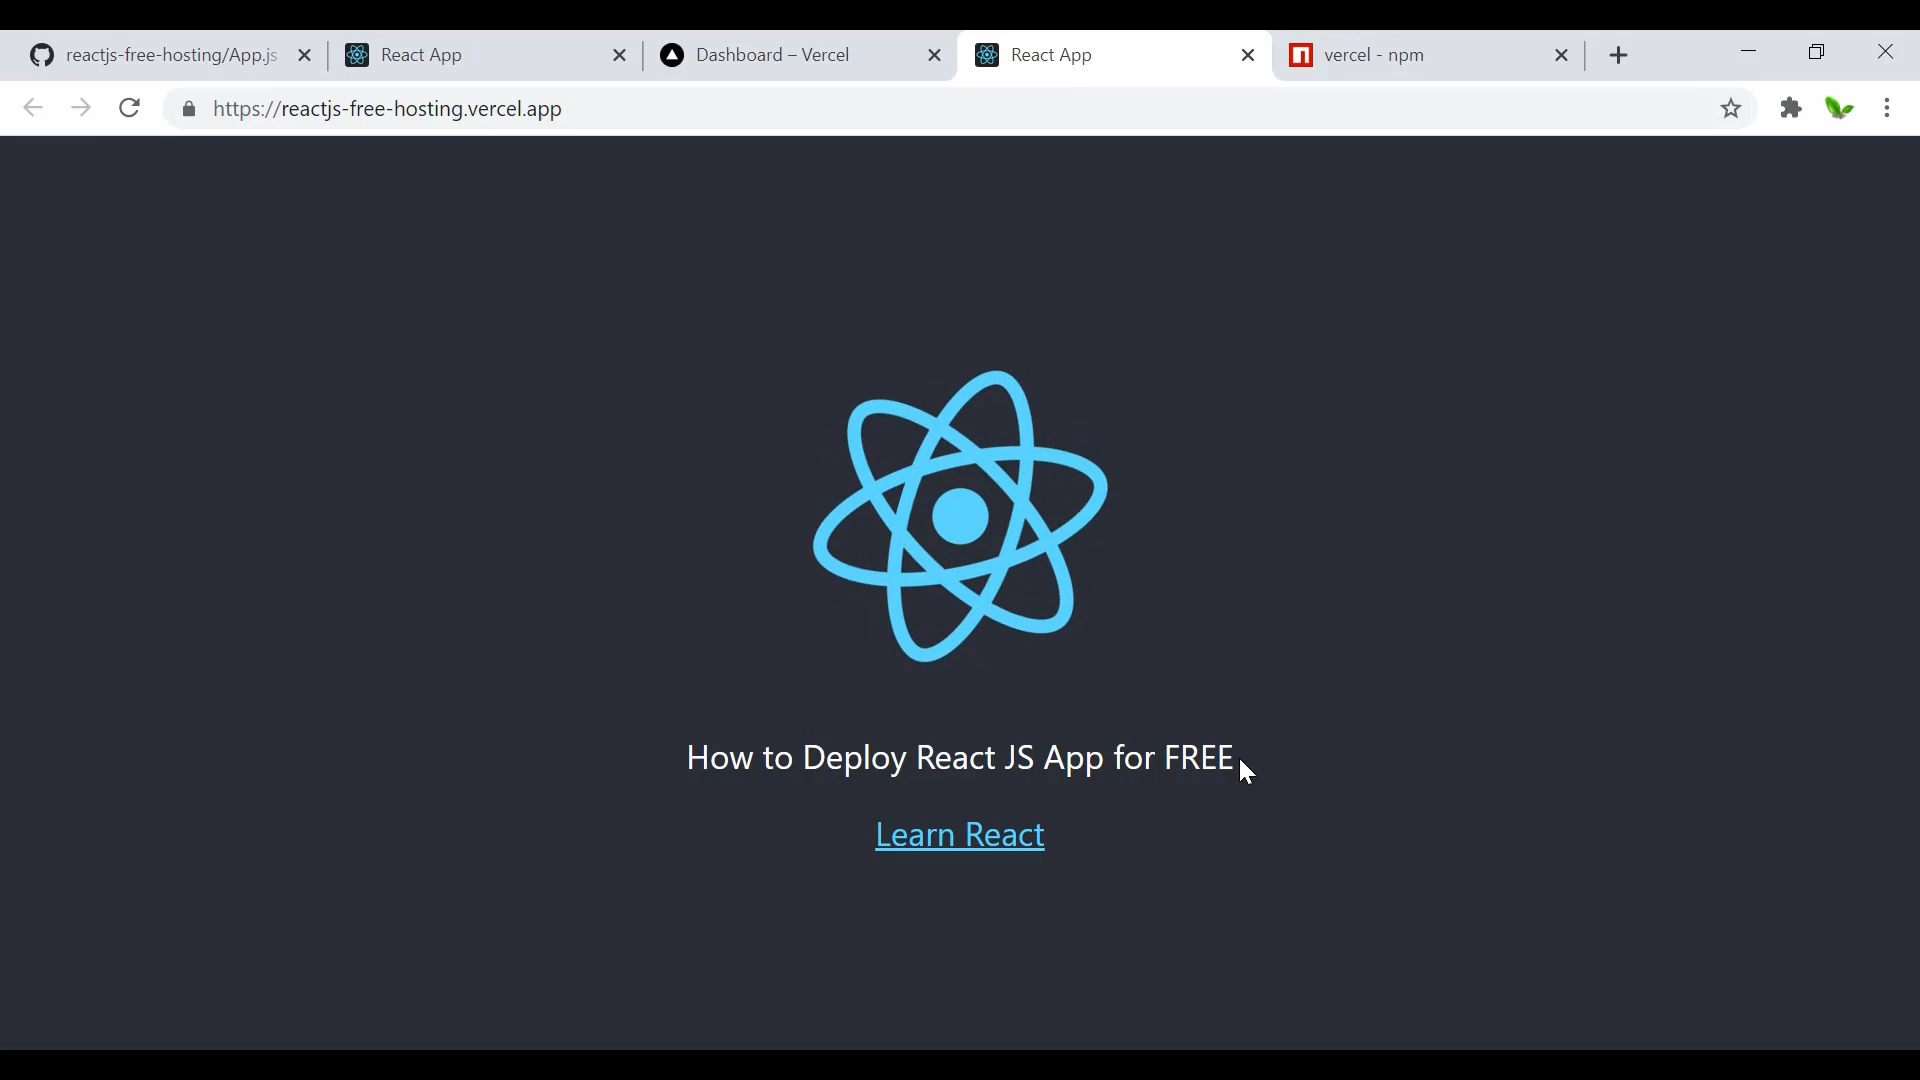 reactjs-free-hosting/App.js
React App
Dashboard – Vercel
React App
vercel - npm
https://reactjs-free-hosting.vercel.app
How to Deploy React JS App for FREE
Learn React